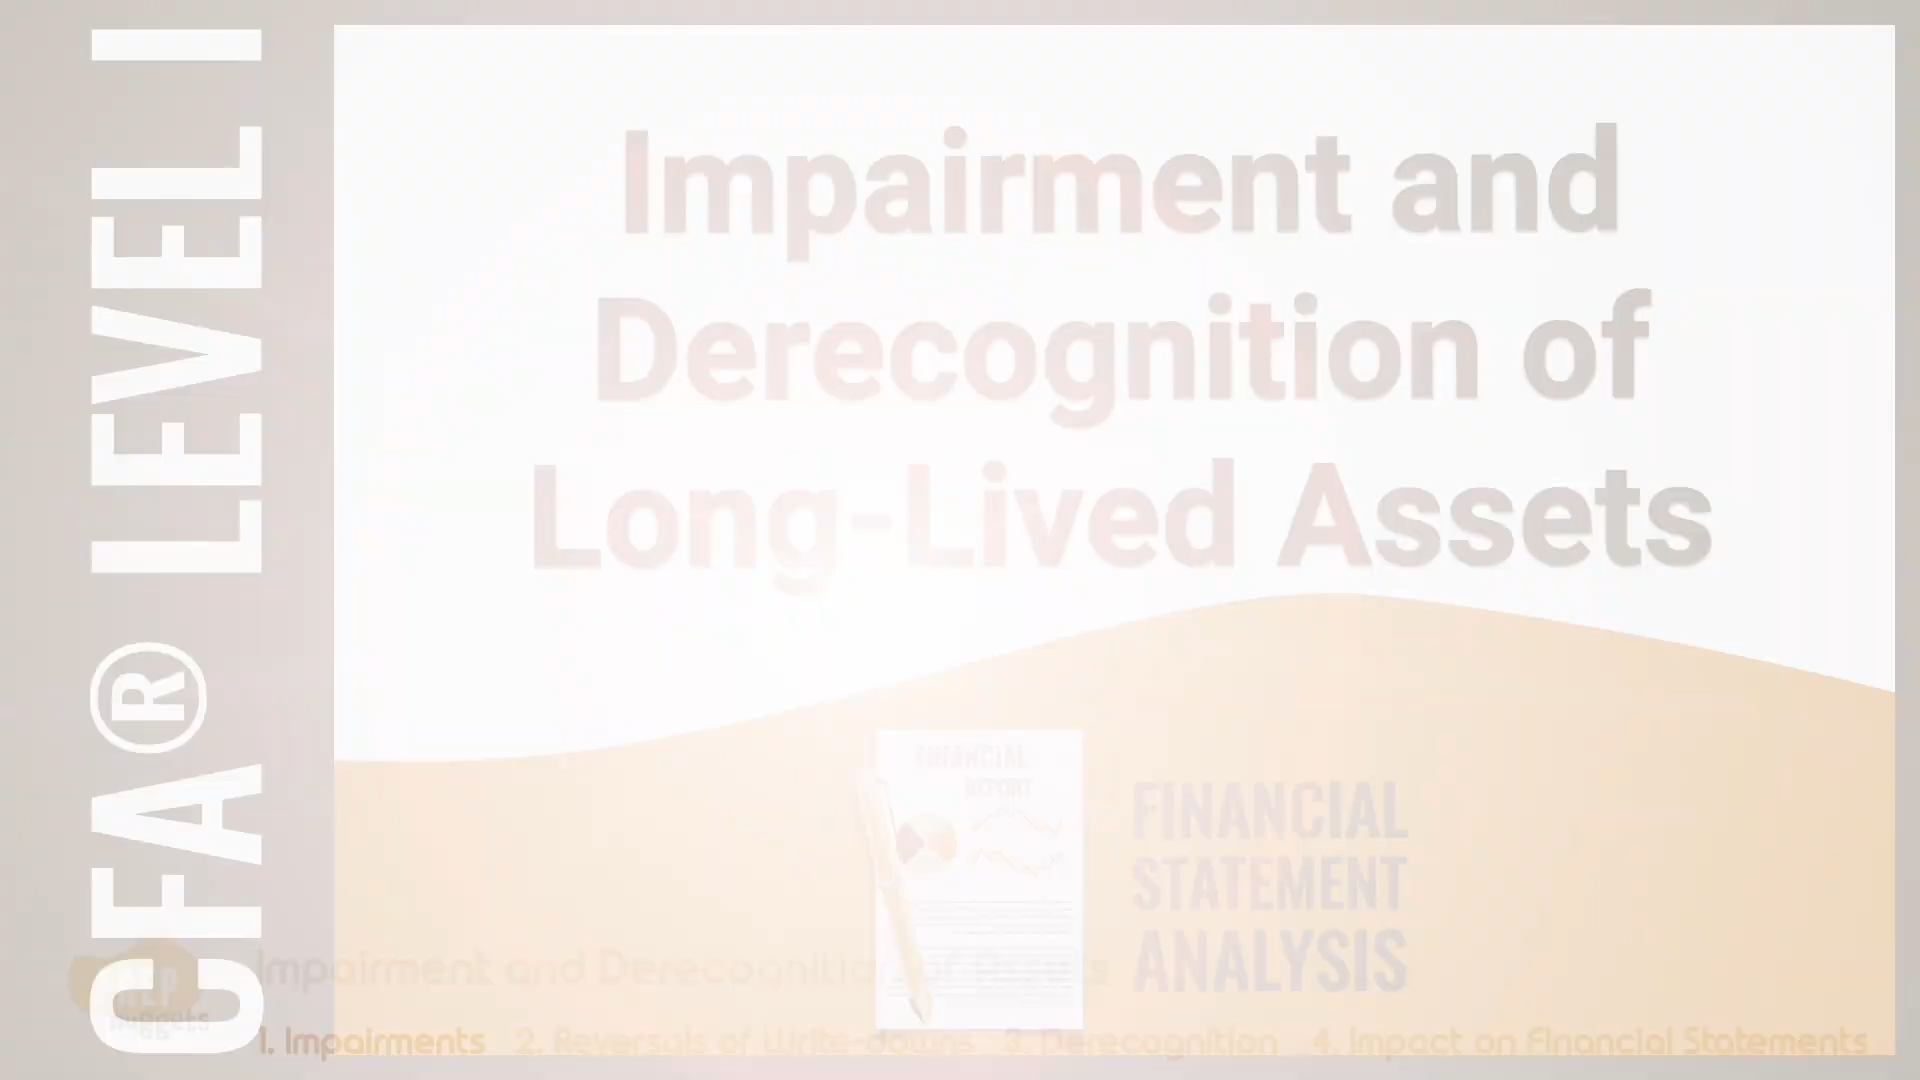 CFA® LEVEL I
Impairment and
Derecognition of
Long-Lived Assets
FINANCIAL
REPORT
FINANCIAL
STATEMENT
ANALYSIS
Impairment and Derecognition of Assets
Nuggets
1. Impairments 2. Reversals of Write-downs 3. Derecognition 4. Impact on Financial Statements